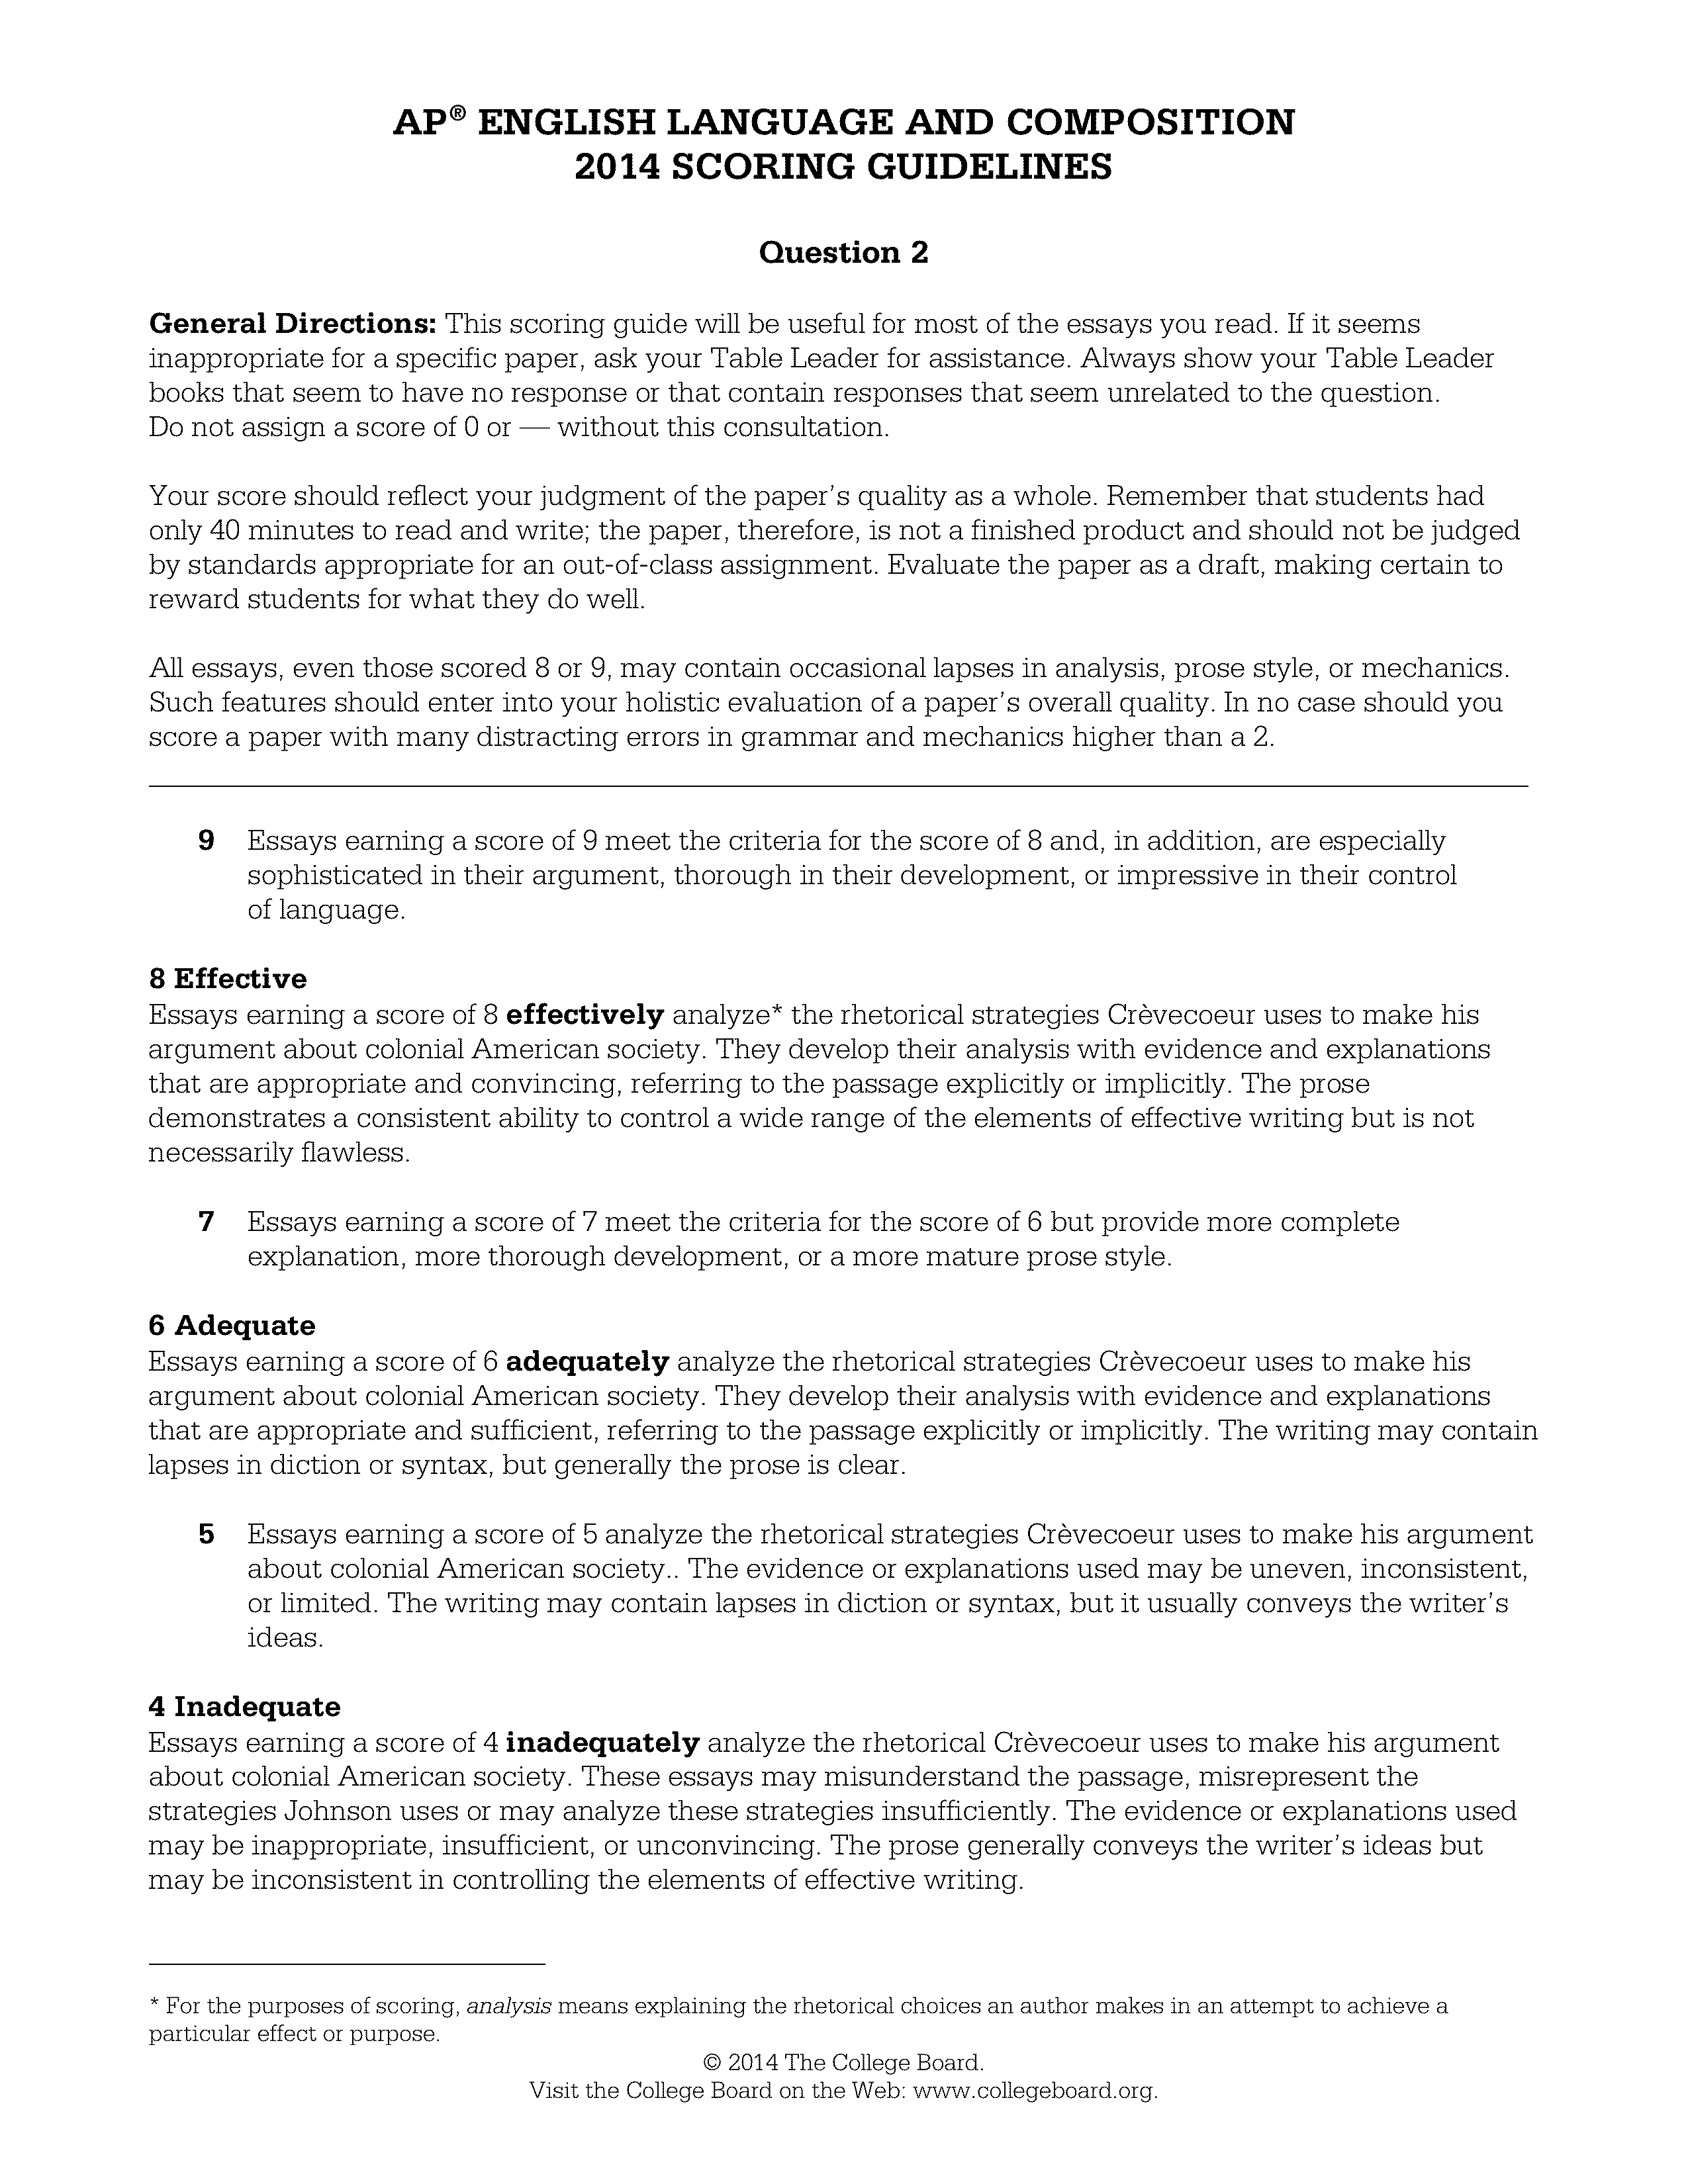 AP® ENGLISH LANGUAGE AND COMPOSITION
2014 SCORING GUIDELINES
Question 2
General Directions: This scoring guide will be useful for most of the essays you read. If it seems
inappropriate for a specific paper, ask your Table Leader for assistance. Always show your Table Leader
books that seem to have no response or that contain responses that seem unrelated to the question.
Do not assign a score of 0 or — without this consultation.
Your score should reflect your judgment of the paper's quality as a whole. Remember that students had
only 40 minutes to read and write; the paper, therefore, is not a finished product and should not be judged
by standards appropriate for an out-of-class assignment. Evaluate the paper as a draft, making certain to
reward students for what they do well.
All essays, even those scored 8 or 9, may contain occasional lapses in analysis, prose style, or mechanics.
Such features should enter into your holistic evaluation of a paper's overall quality. In no case should you
score a paper with many distracting errors in grammar and mechanics higher than a 2.
9 Essays earning a score of 9 meet the criteria for the score of 8 and, in addition, are especially
sophisticated in their argument, thorough in their development, or impressive in their control
of language.
8 Effective
Essays earning a score of 8 effectively analyze* the rhetorical strategies Crèvecoeur uses to make his
argument about colonial American society. They develop their analysis with evidence and explanations
that are appropriate and convincing, referring to the passage explicitly or implicitly. The prose
demonstrates a consistent ability to control a wide range of the elements of effective writing but is not
necessarily flawless.
7 Essays earning a score of 7 meet the criteria for the score of 6 but provide more complete
explanation, more thorough development, or a more mature prose style.
6 Adequate
Essays earning a score of 6 adequately analyze the rhetorical strategies Crèvecoeur uses to make his
argument about colonial American society. They develop their analysis with evidence and explanations
that are appropriate and sufficient, referring to the passage explicitly or implicitly. The writing may contain
lapses in diction or syntax, but generally the prose is clear.
5 Essays earning a score of 5 analyze the rhetorical strategies Crèvecoeur uses to make his argument
about colonial American society.. The evidence or explanations used may be uneven, inconsistent,
or limited. The writing may contain lapses in diction or syntax, but it usually conveys the writer's
ideas.
4 Inadequate
Essays earning a score of 4 inadequately analyze the rhetorical Crèvecoeur uses to make his argument
about colonial American society. These essays may misunderstand the passage, misrepresent the
strategies Johnson uses or may analyze these strategies insufficiently. The evidence or explanations used
may be inappropriate, insufficient, or unconvincing. The prose generally conveys the writer's ideas but
may be inconsistent in controlling the elements of effective writing.
* For the purposes of scoring, analysis means explaining the rhetorical choices an author makes in an attempt to achieve a
particular effect or purpose.
© 2014 The College Board.
Visit the College Board on the Web: www.collegeboard.org.